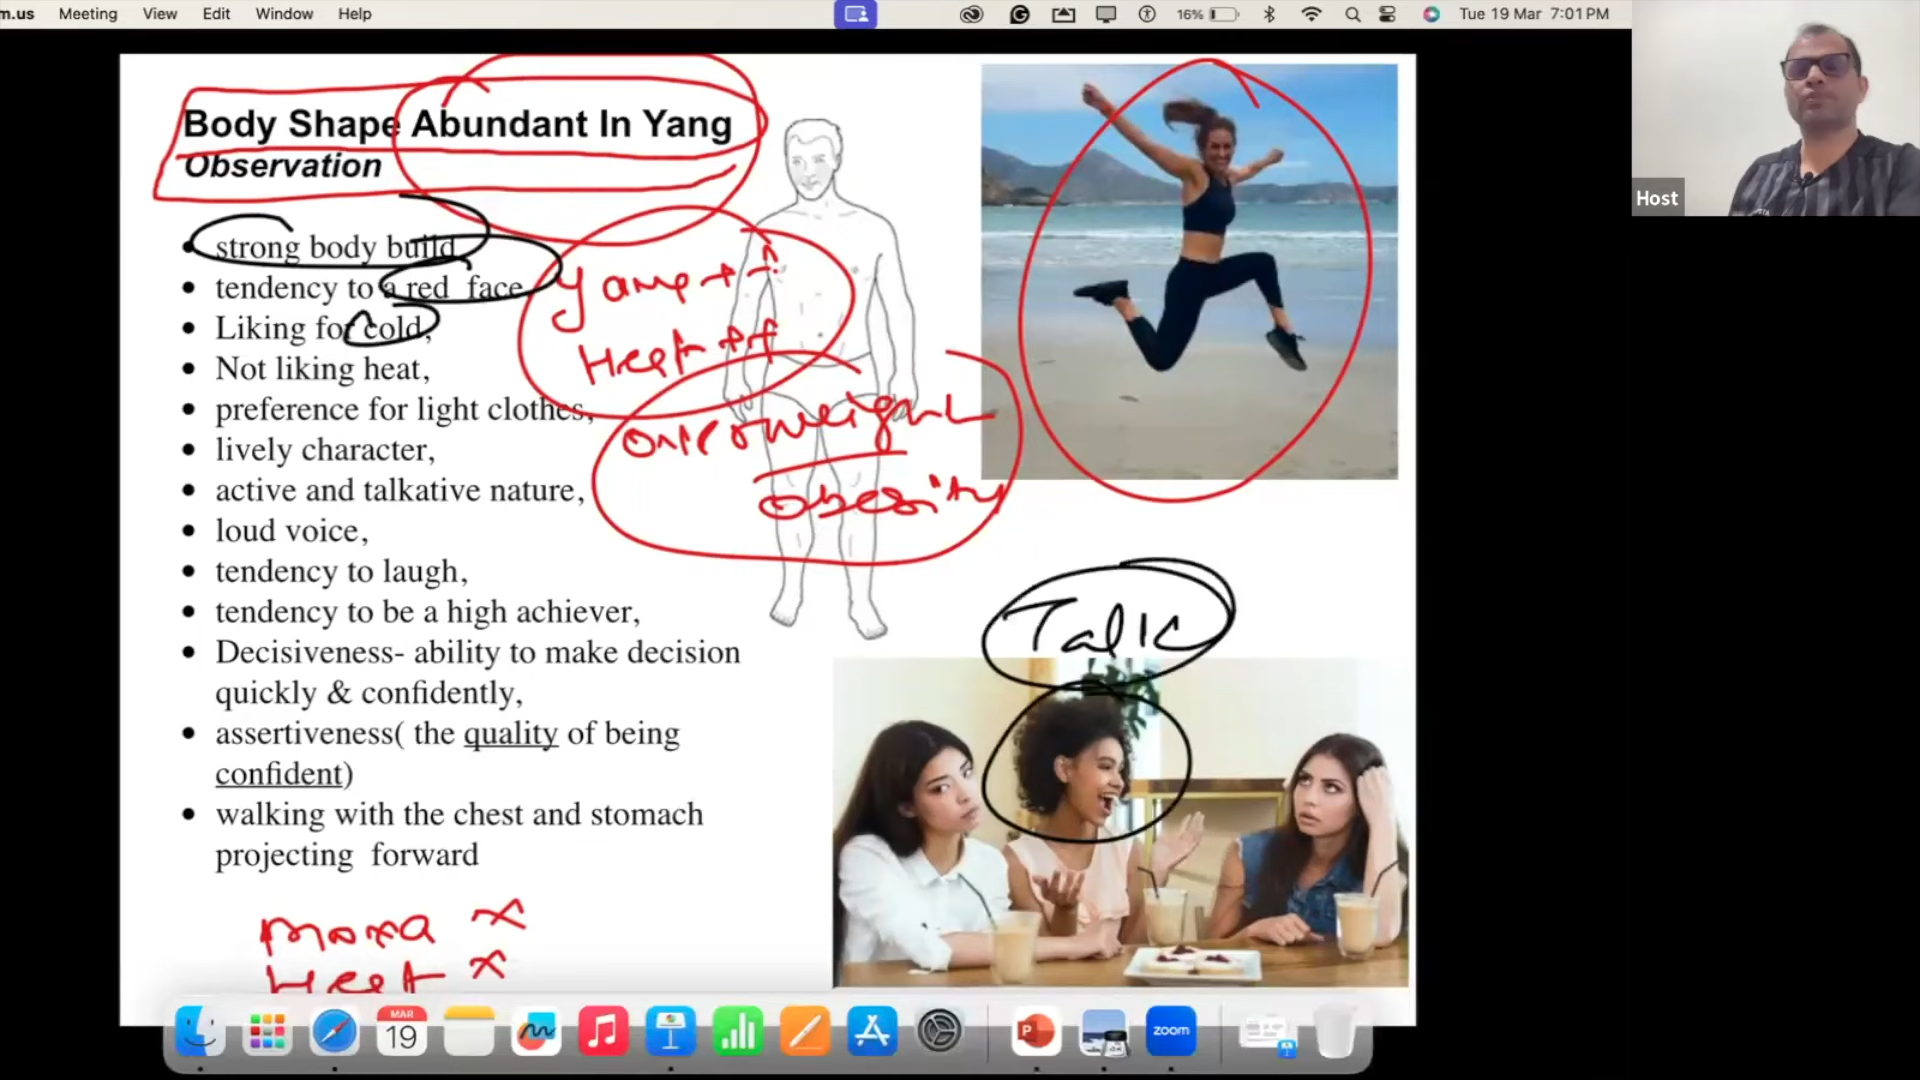 m.us Meeting View Edit Window Help 16% Tue 19 Mar 7:01 PM
Host
Body Shape Abundant In Yang
Observation
• strong body build,
• tendency to a red face
• Liking for cold,
• Not liking heat,
• preference for light clothes,
• lively character,
• active and talkative nature,
• loud voice,
• tendency to laugh,
• tendency to be a high achiever,
• Decisiveness- ability to make decision
quickly & confidently,
• assertiveness( the quality of being
confident)
• walking with the chest and stomach
projecting forward
Yang ++
Heat ++
overweight
obesity
Talk
Moxa x
Heat x
MAR
19
P
zoom